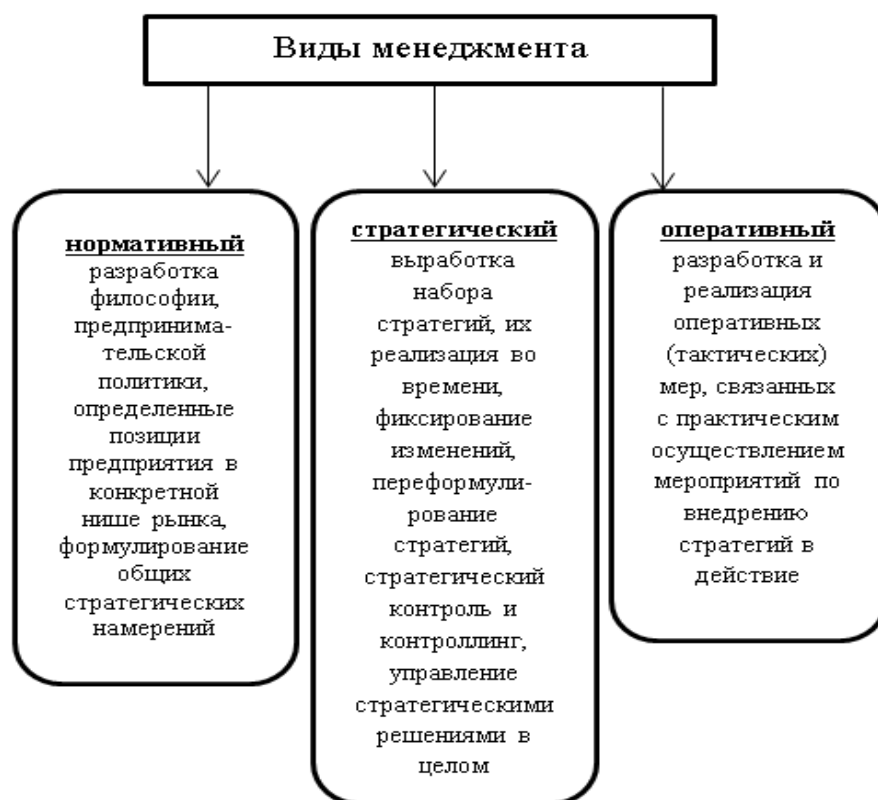 Виды менеджмента
нормативный
разработка
философии,
предпринима-
тельской
политики,
определенные
позиции
предприятия в
конкретной
нише рынка,
формулирование
общих
стратегических
намерений
стратегический
выработка
набора
стратегий, их
реализация во
времени,
фиксирование
изменений,
переформули-
рование
стратегий,
стратегический
контроль и
контроллинг,
управление
стратегическими
решениями в
целом
оперативный
разработка и
реализация
оперативных
(тактических)
мер, связанных
с практическим
осуществлением
мероприятий по
внедрению
стратегий в
действие